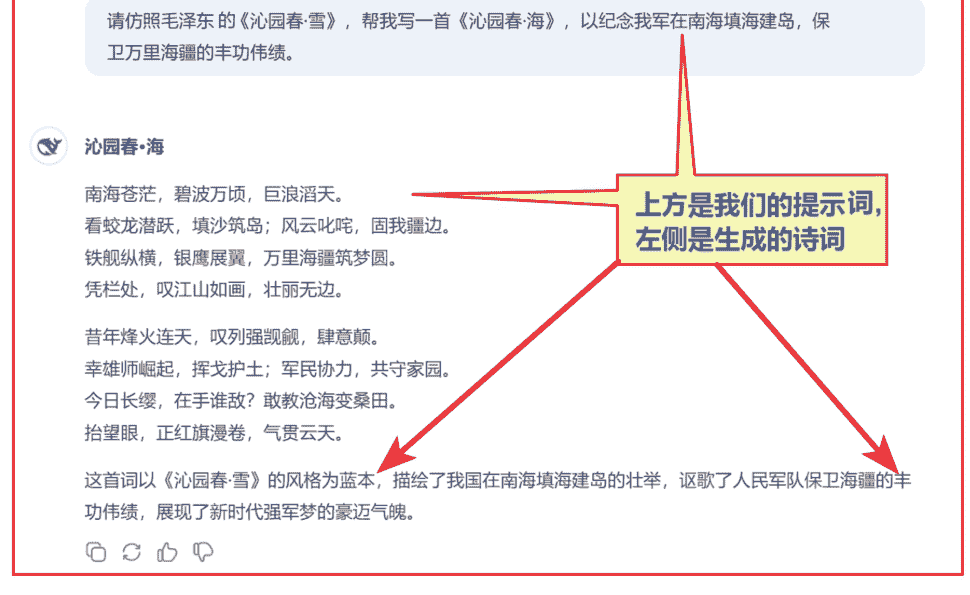 请仿照毛泽东 的《沁园春·雪》，帮我写一首《沁园春·海》，以纪念我军在南海填海建岛，保
卫万里海疆的丰功伟绩。
沁园春•海
南海苍茫，碧波万顷，巨浪滔天。
看蛟龙潜跃，填沙筑岛；风云叱咤，固我疆边。
铁舰纵横，银鹰展翼，万里海疆筑梦圆。
凭栏处，叹江山如画，壮丽无边。
上方是我们的提示词，
左侧是生成的诗词
昔年烽火连天，叹列强觊觎，肆意颠。
幸雄师崛起，挥戈护土；军民协力，共守家园。
今日长缨，在手谁敌？敢教沧海变桑田。
抬望眼，正红旗漫卷，气贯云天。
这首词以《沁园春·雪》的风格为蓝本，描绘了我国在南海填海建岛的壮举，讴歌了人民军队保卫海疆的丰
功伟绩，展现了新时代强军梦的豪迈气魄。